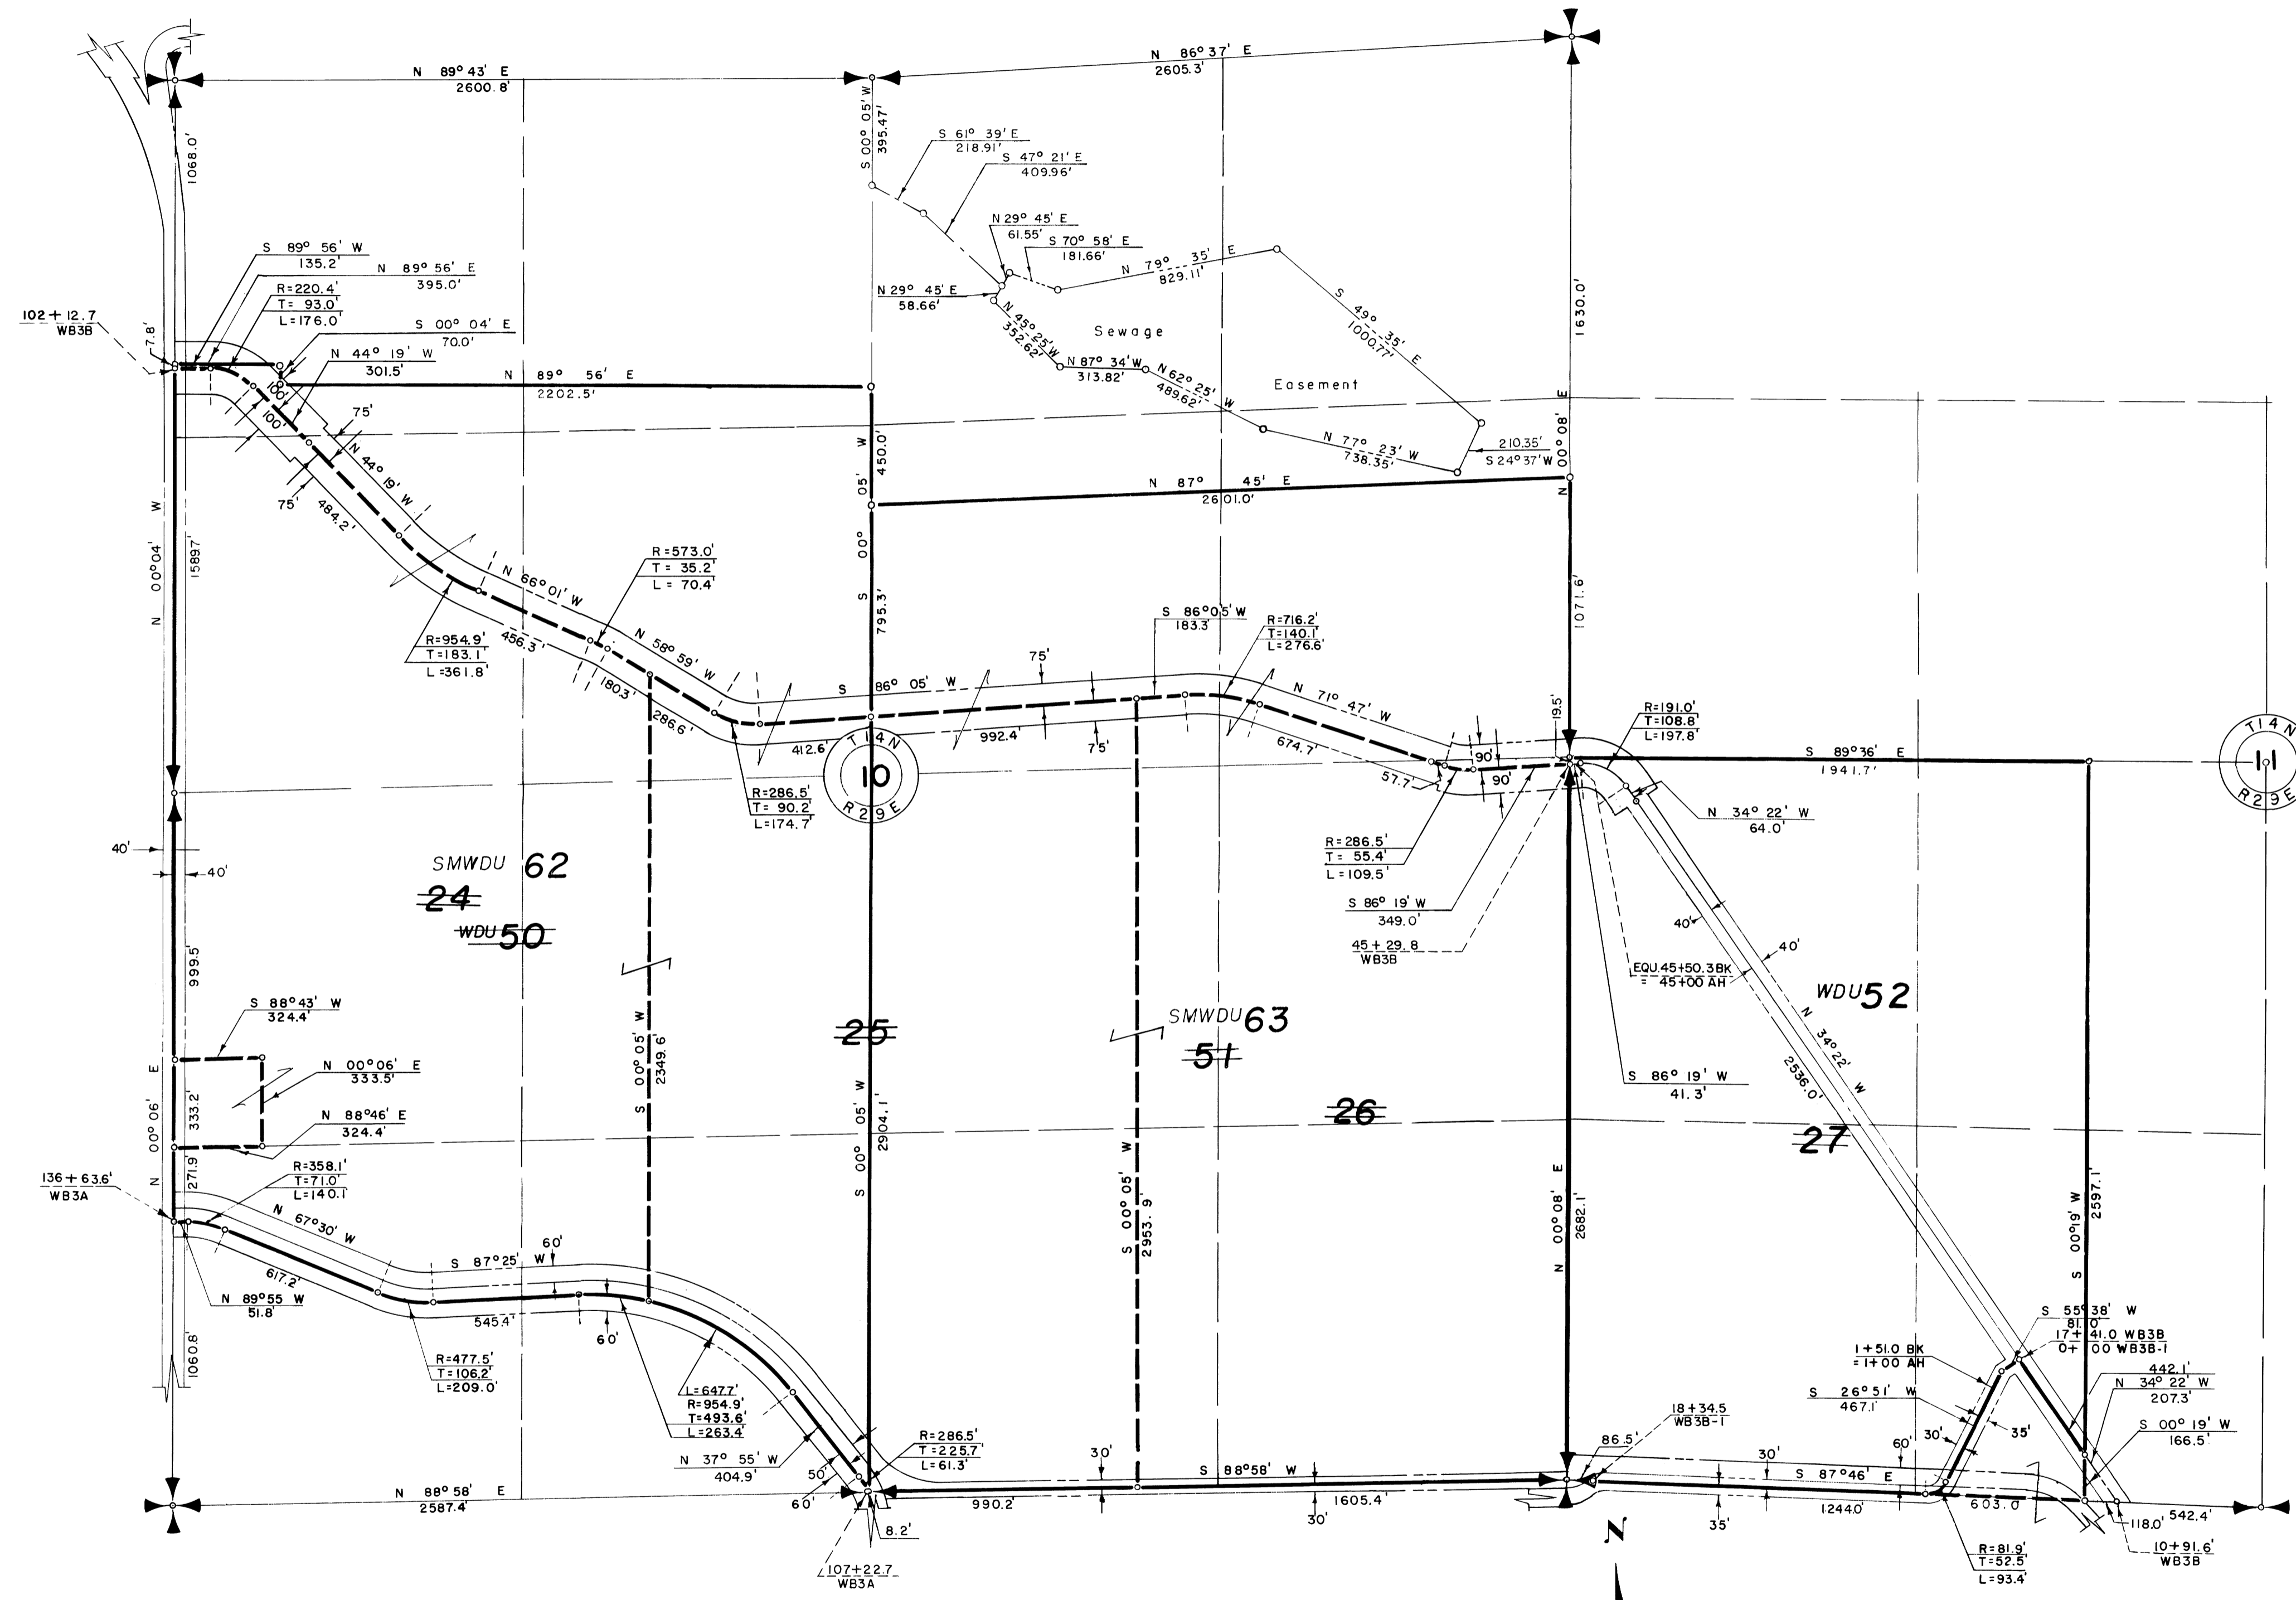 N 89° 43' E
2600.8'
N 86° 37' E
2605.3'
1068.0'
S 00° 05' W
395.47'
S 61° 39' E
218.91'
S 47° 21' E
409.96'
N 29° 45' E
61.55'
S 70° 58' E
181.66'
N 79° 35' E
829.11'
N 29° 45' E
58.66'
N 45° 25' W
352.62'
Sewage
S 49° 35' E
1000.77'
1630.0'
N 87° 34' W
313.82'
N 62° 25' W
489.62'
Easement
N 77° 23' W
738.35'
210.35'
S 24° 37' W
N 00° 08' E
S 89° 56' W
135.2'
N 89° 56' E
395.0'
R=220.4'
T= 93.0'
L=176.0'
S 00° 04' E
70.0'
N 44° 19' W
301.5'
102+12.7
WB3B
7.8'
N 89° 56' E
2202.5'
100'
100'
75'
75'
N 44° 19' W
484.2'
S 00° 05' W
450.0'
795.3'
N 87° 45' E
2601.0'
N 00° 04' W
1589.7'
1071.6'
R=573.0'
T= 35.2'
L= 70.4'
N 66° 01' W
456.3'
R=954.9'
T=183.1'
L=361.8'
N 58° 59' W
180.3'
286.6'
S 86° 05' W
183.3'
R=716.2'
T=140.1'
L=276.6'
S 86° 05' W
75'
992.4'
75'
412.6'
N 71° 47' W
674.7'
57.7'
19.5'
90'
90'
R=191.0'
T=108.8'
L=197.8'
S 89° 36' E
1941.7'
T14N
11
R29E
T14N
10
R29E
R=286.5'
T= 90.2'
L=174.7'
N 34° 22' W
64.0'
R=286.5'
T= 55.4'
L=109.5'
S 86° 19' W
349.0'
45+29.8
WB3B
40'
40'
SMWDU 62
24
WDU 50
40'
40'
EQU.45+50.3 BK
= 45+00 AH
WDU 52
999.5'
S 88° 43' W
324.4'
N 00° 06' E
333.5'
N 88° 46' E
324.4'
S 00° 05' W
2349.6'
25
SMWDU 63
51
N 34° 22' W
2536.0'
S 86° 19' W
41.3'
26
27
N 00° 06' E
333.2'
271.9'
S 00° 05' W
2904.1'
S 00° 05' W
2953.9'
N 00° 08' E
2682.1'
S 00° 19' W
2597.1'
136+63.6'
WB3A
R=358.1'
T=71.0'
L=140.1'
N 67° 30' W
617.2'
N 89° 55 W
51.8'
1060.8'
S 87° 25' W
545.4'
60'
60'
R=477.5'
T=106.2'
L=209.0'
L=647.7'
R=954.9'
T=493.6'
L=263.4'
S 55° 38' W
81.0'
17+41.0 WB3B
0+00 WB3B-1
1+51.0 BK
= 1+00 AH
442.1'
N 34° 22' W
207.3'
S 26° 51' W
467.1'
S 00° 19' W
166.5'
R=286.5'
T=225.7'
L=61.3'
N 37° 55' W
404.9'
50'
60'
18+34.5
WB3B-1
86.5'
30'
S 88° 58' W
30'
60'
30'
35'
S 87° 46' E
N 88° 58' E
2587.4'
990.2'
1605.4'
30'
1244.0'
35'
603.0'
118.0'
542.4'
8.2'
107+22.7
WB3A
N
R=81.9'
T=52.5'
L=93.4'
10+91.6'
WB3B